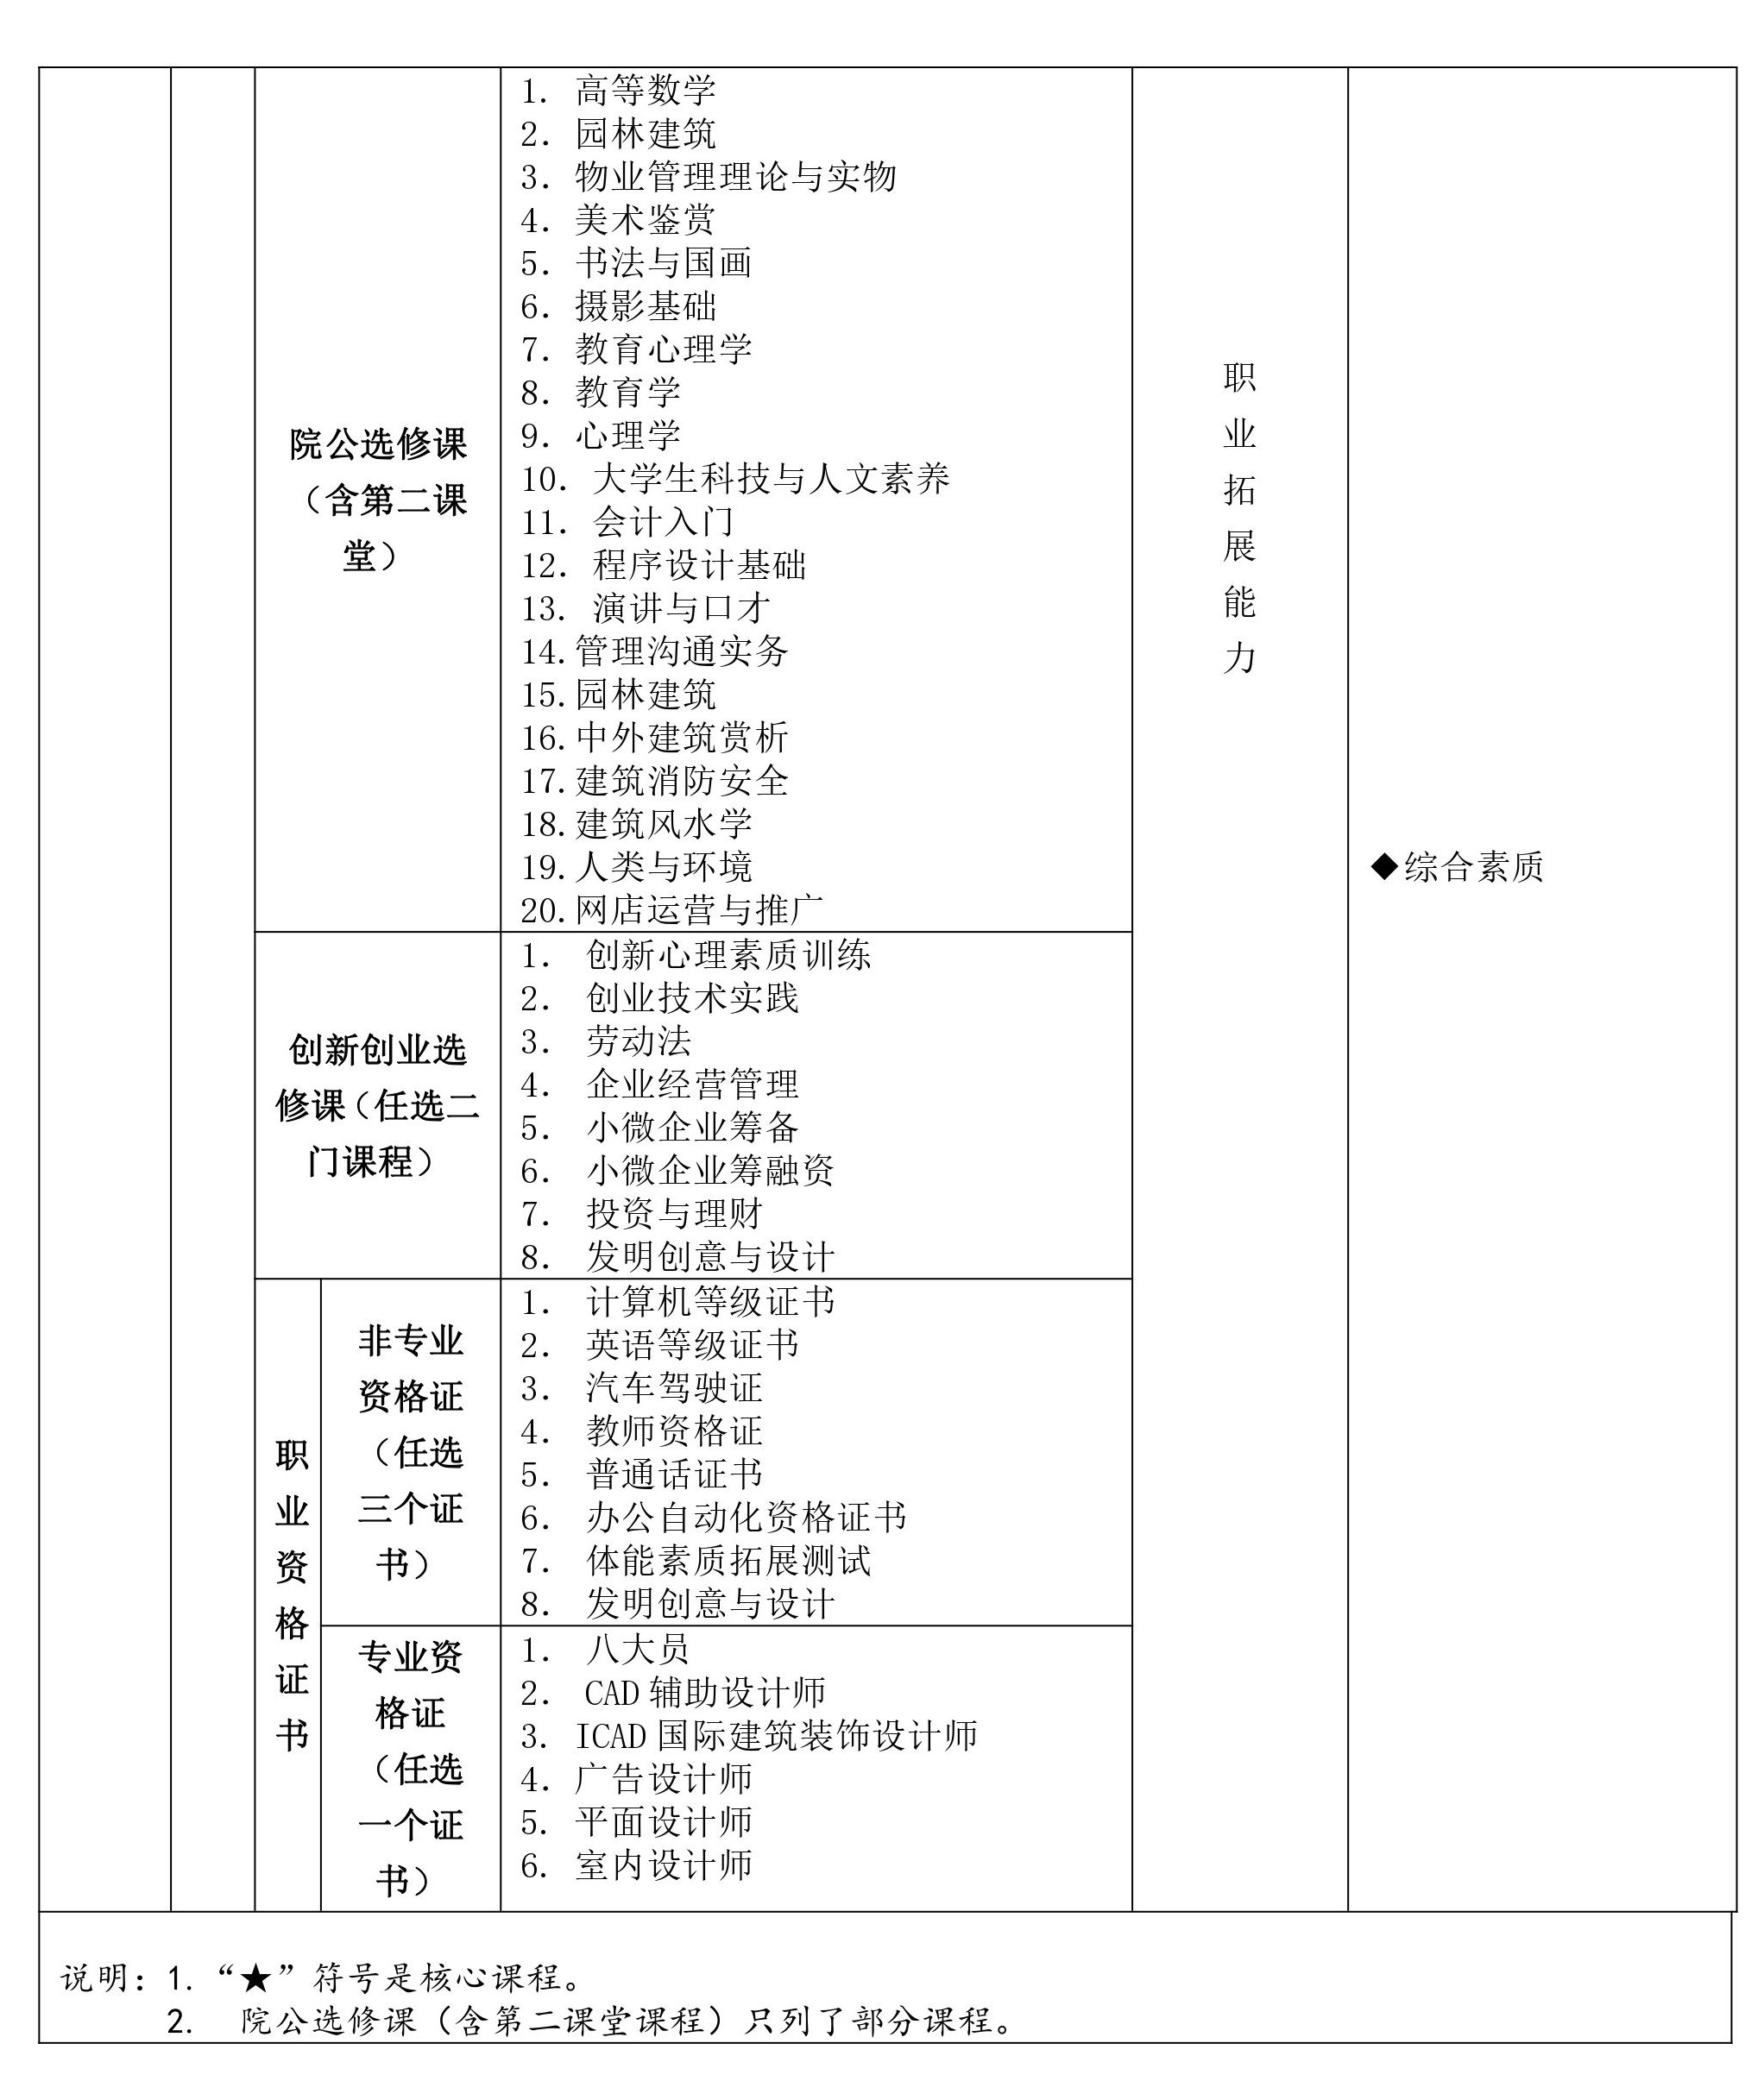 院公选修课
（含第二课
堂）
1. 高等数学
2. 园林建筑
3. 物业管理理论与实物
4. 美术鉴赏
5. 书法与国画
6. 摄影基础
7. 教育心理学
8. 教育学
9. 心理学
10. 大学生科技与人文素养
11. 会计入门
12. 程序设计基础
13. 演讲与口才
14.管理沟通实务
15.园林建筑
16.中外建筑赏析
17.建筑消防安全
18.建筑风水学
19.人类与环境
20.网店运营与推广
创新创业选
修课（任选二
门课程）
1. 创新心理素质训练
2. 创业技术实践
3. 劳动法
4. 企业经营管理
5. 小微企业筹备
6. 小微企业筹融资
7. 投资与理财
8. 发明创意与设计
职
业
资
格
证
书
非专业
资格证
（任选
三个证
书）
1. 计算机等级证书
2. 英语等级证书
3. 汽车驾驶证
4. 教师资格证
5. 普通话证书
6. 办公自动化资格证书
7. 体能素质拓展测试
8. 发明创意与设计
专业资
格证
（任选
一个证
书）
1. 八大员
2. CAD 辅助设计师
3. ICAD 国际建筑装饰设计师
4. 广告设计师
5. 平面设计师
6. 室内设计师
职
业
拓
展
能
力
◆综合素质
说明：1.“★”符号是核心课程。
2. 院公选修课（含第二课堂课程）只列了部分课程。